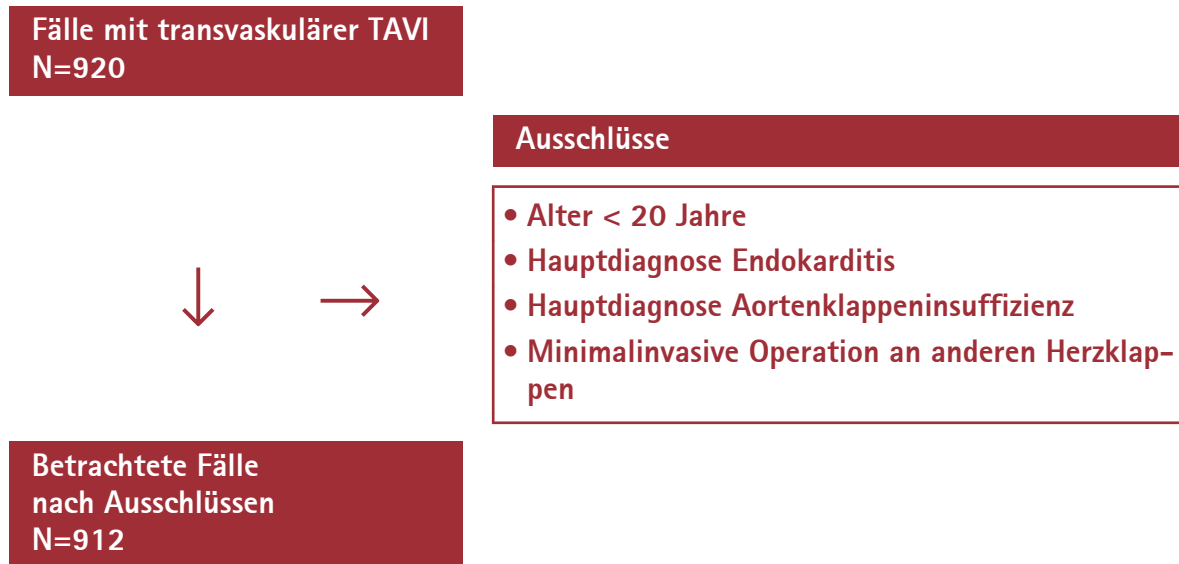 Fälle mit transvaskulärer TAVI
N=920
Ausschlüsse
• Alter < 20 Jahre
• Hauptdiagnose Endokarditis
• Hauptdiagnose Aortenklappeninsuffizienz
• Minimalinvasive Operation an anderen Herzklap-
pen
Betrachtete Fälle
nach Ausschlüssen
N=912